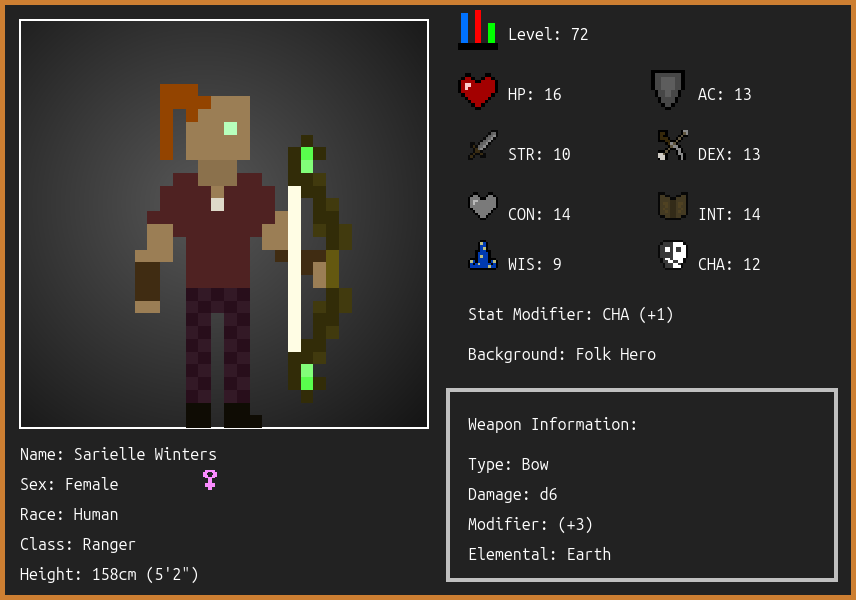 Level: 72
HP: 16
AC: 13
STR: 10
DEX: 13
CON: 14
INT: 14
WIS: 9
CHA: 12
Stat Modifier: CHA (+1)
Background: Folk Hero
Weapon Information:
Type: Bow
Damage: d6
Modifier: (+3)
Elemental: Earth
Name: Sarielle Winters
Sex: Female
Race: Human
Class: Ranger
Height: 158cm (5'2")